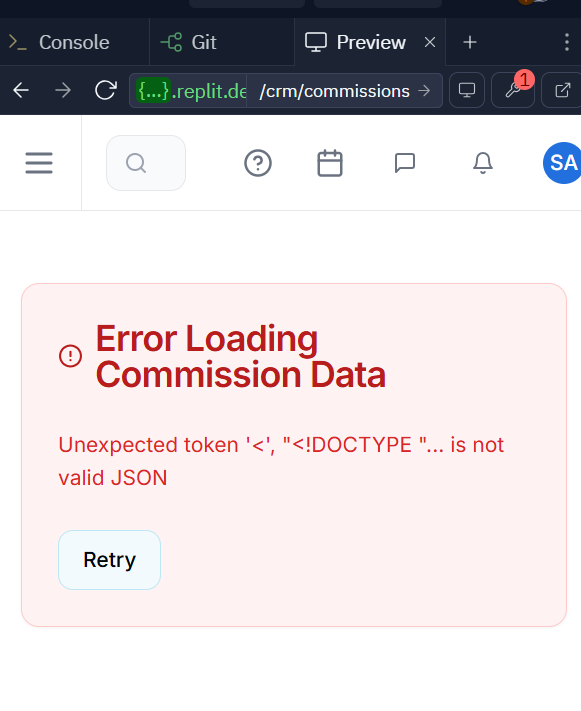 Console
Git
Preview
{...}.replit.de
/crm/commissions
1
SA
Error Loading
Commission Data
Unexpected token '<', "<!DOCTYPE "... is not
valid JSON
Retry